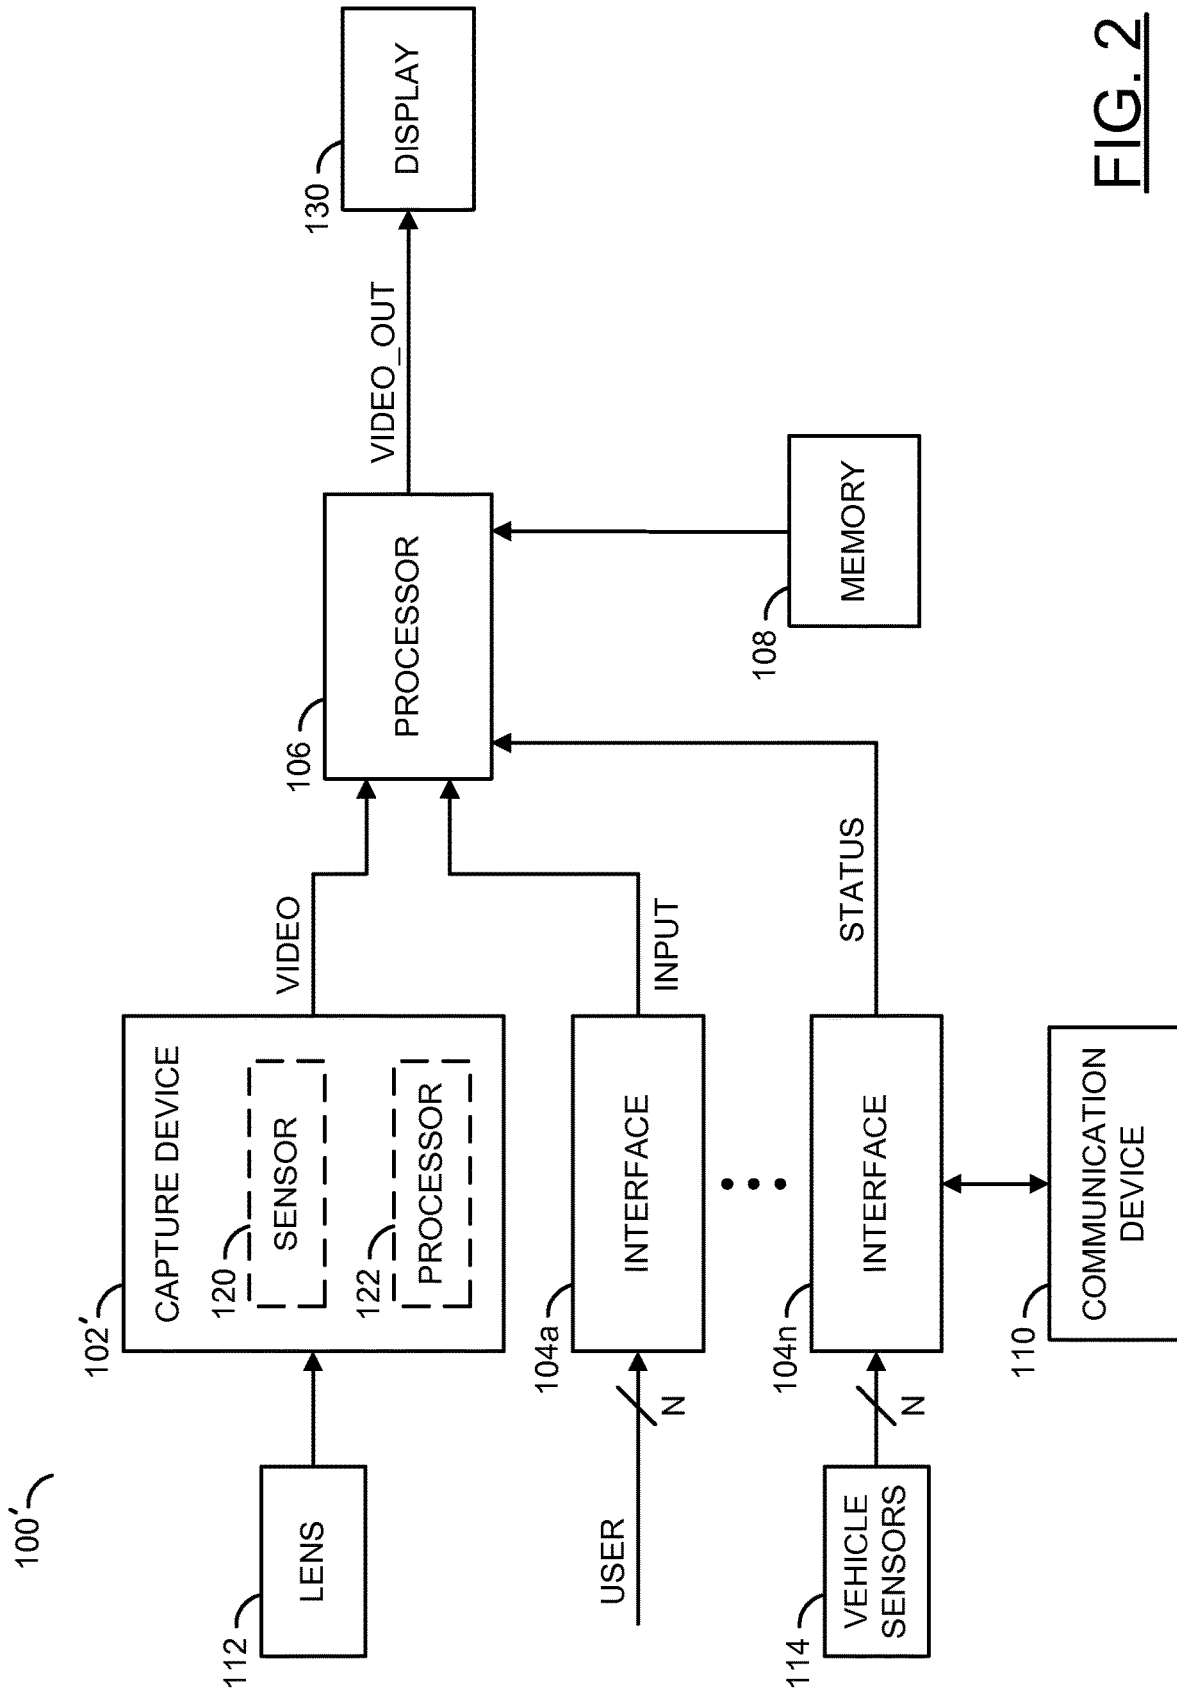 100'
102'
CAPTURE DEVICE
120
SENSOR
122
PROCESSOR
112
LENS
VIDEO
106
PROCESSOR
VIDEO_OUT
130
DISPLAY
USER
N
104a
INTERFACE
INPUT
108
MEMORY
114
VEHICLE
SENSORS
N
104n
INTERFACE
STATUS
110
COMMUNICATION
DEVICE
FIG. 2